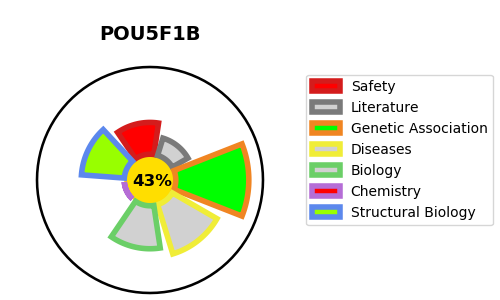 POU5F1B
43%
Safety
Literature
Genetic Association
Diseases
Biology
Chemistry
Structural Biology